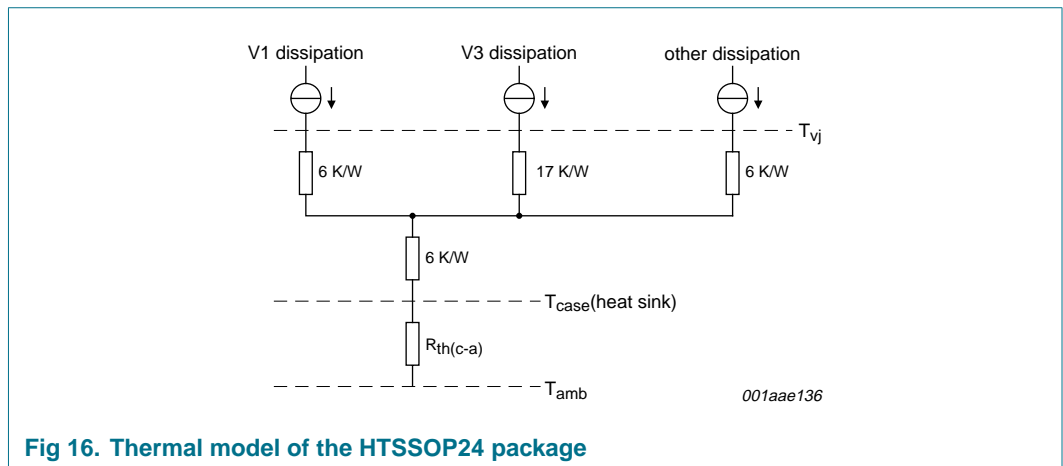 V1 dissipation
V3 dissipation
other dissipation
Tvj
6 K/W
17 K/W
6 K/W
6 K/W
Tcase(heat sink)
Rth(c-a)
Tamb
001aae136
Fig 16. Thermal model of the HTSSOP24 package